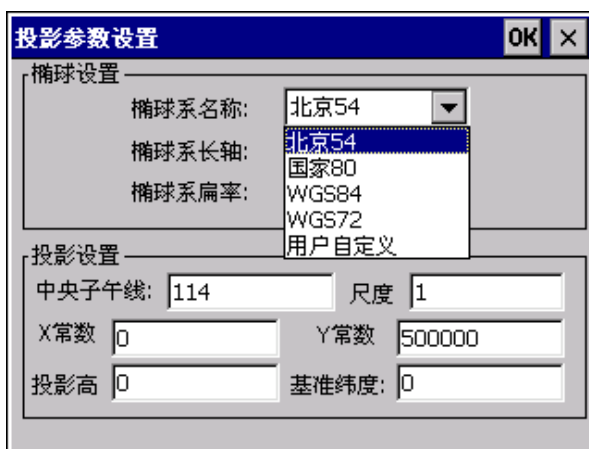 投影参数设置 OK ×
椭球设置
椭球系名称: 北京54
北京54
椭球系长轴:
国家80
椭球系扁率: WGS84
WGS72
用户自定义
投影设置
中央子午线: 114 尺度 1
X常数 0 Y常数 500000
投影高 0 基准纬度: 0